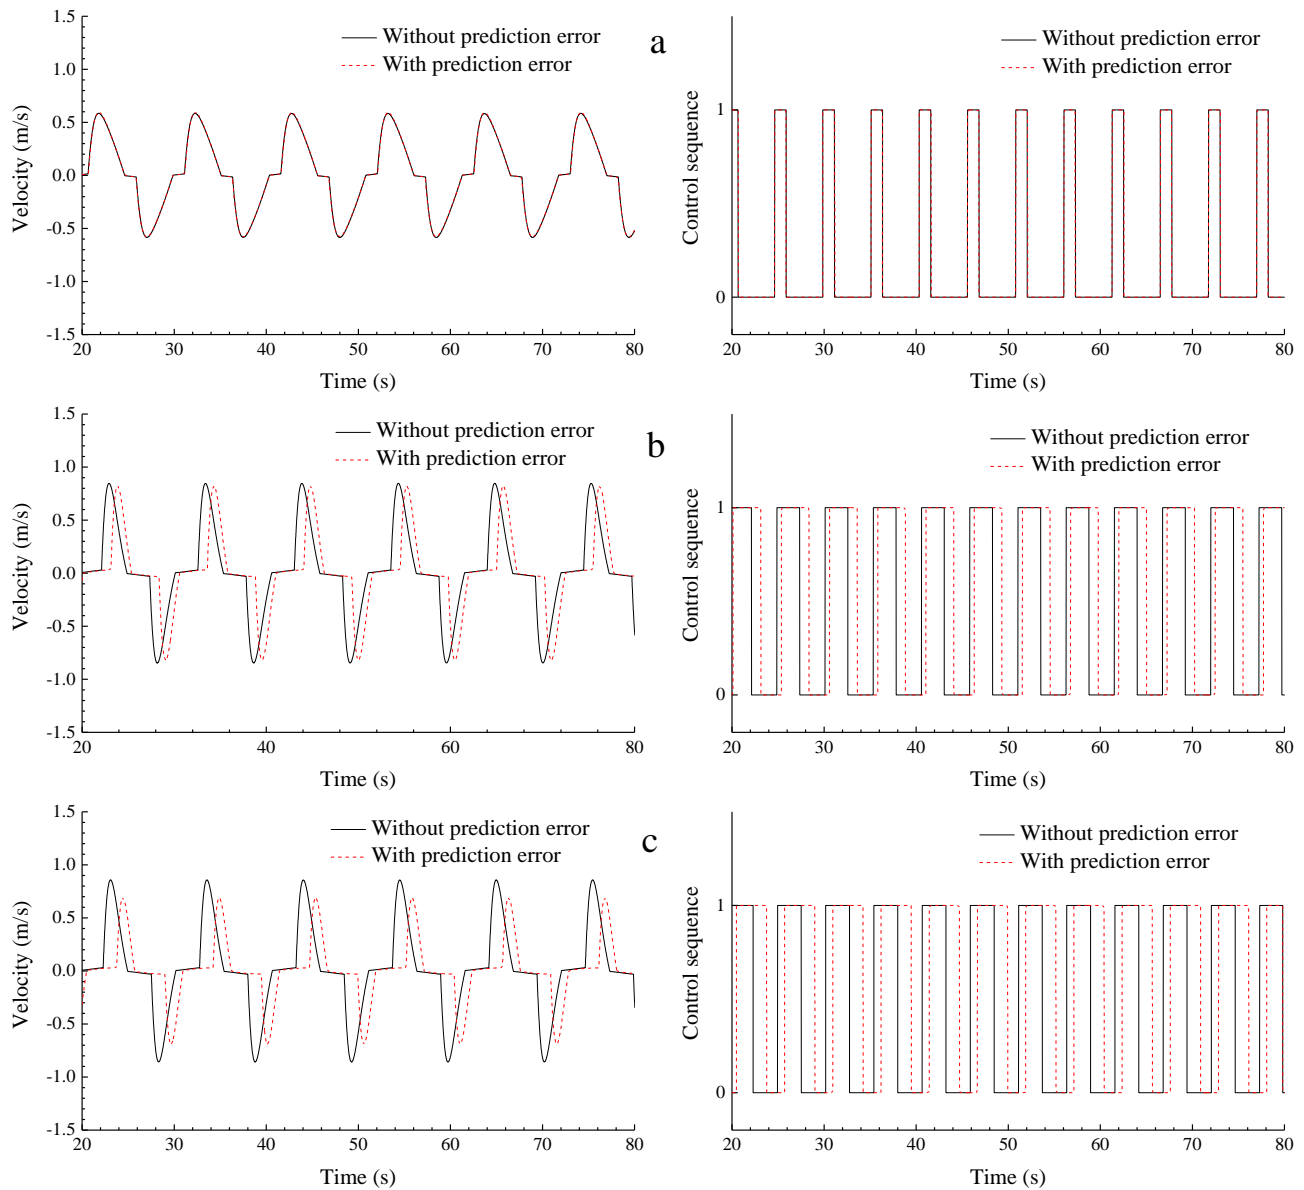 Velocity (m/s)
1.5
1.0
0.5
0.0
-0.5
-1.0
-1.5
20 30 40 50 60 70 80
Time (s)
Without prediction error
With prediction error
a
Control sequence
1
0
20 30 40 50 60 70 80
Time (s)
Without prediction error
With prediction error
Velocity (m/s)
1.5
1.0
0.5
0.0
-0.5
-1.0
-1.5
20 40 60 80
Time (s)
Without prediction error
With prediction error
b
Control sequence
1
0
20 30 40 50 60 70 80
Time (s)
Without prediction error
With prediction error
Velocity (m/s)
1.5
1.0
0.5
0.0
-0.5
-1.0
-1.5
20 30 40 50 60 70 80
Time (s)
Without prediction error
With prediction error
c
Control sequence
1
0
20 30 40 50 60 70 80
Time (s)
Without prediction error
With prediction error